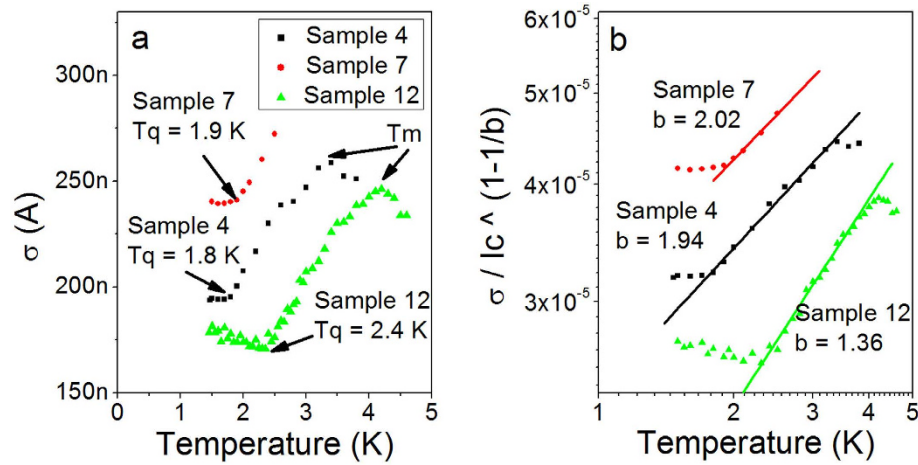 a
Sample 4
Sample 7
Sample 12
Sample 7
Tq = 1.9 K
Tm
Sample 4
Tq = 1.8 K
Sample 12
Tq = 2.4 K
300n
250n
200n
150n
σ (A)
0 1 2 3 4 5
Temperature (K)
b
Sample 7
b = 2.02
Sample 4
b = 1.94
Sample 12
b = 1.36
6x10⁻⁵
5x10⁻⁵
4x10⁻⁵
3x10⁻⁵
σ / Ic ^ (1-1/b)
1 2 3 4 5
Temperature (K)